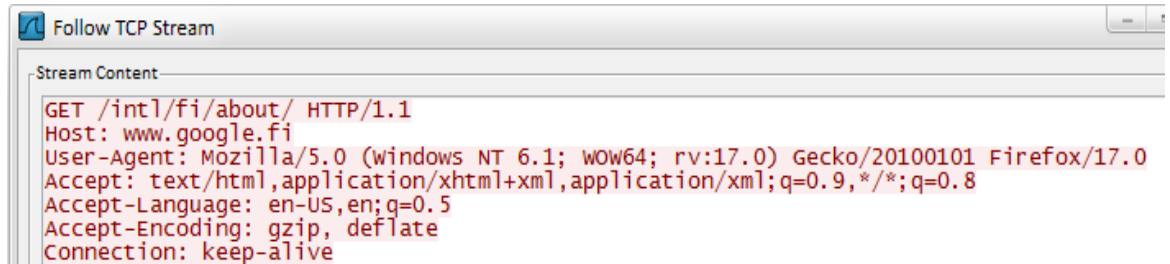 Follow TCP Stream
Stream Content
GET /intl/fi/about/ HTTP/1.1
Host: www.google.fi
User-Agent: Mozilla/5.0 (Windows NT 6.1; WOW64; rv:17.0) Gecko/20100101 Firefox/17.0
Accept: text/html,application/xhtml+xml,application/xml;q=0.9,*/*;q=0.8
Accept-Language: en-US,en;q=0.5
Accept-Encoding: gzip, deflate
Connection: keep-alive